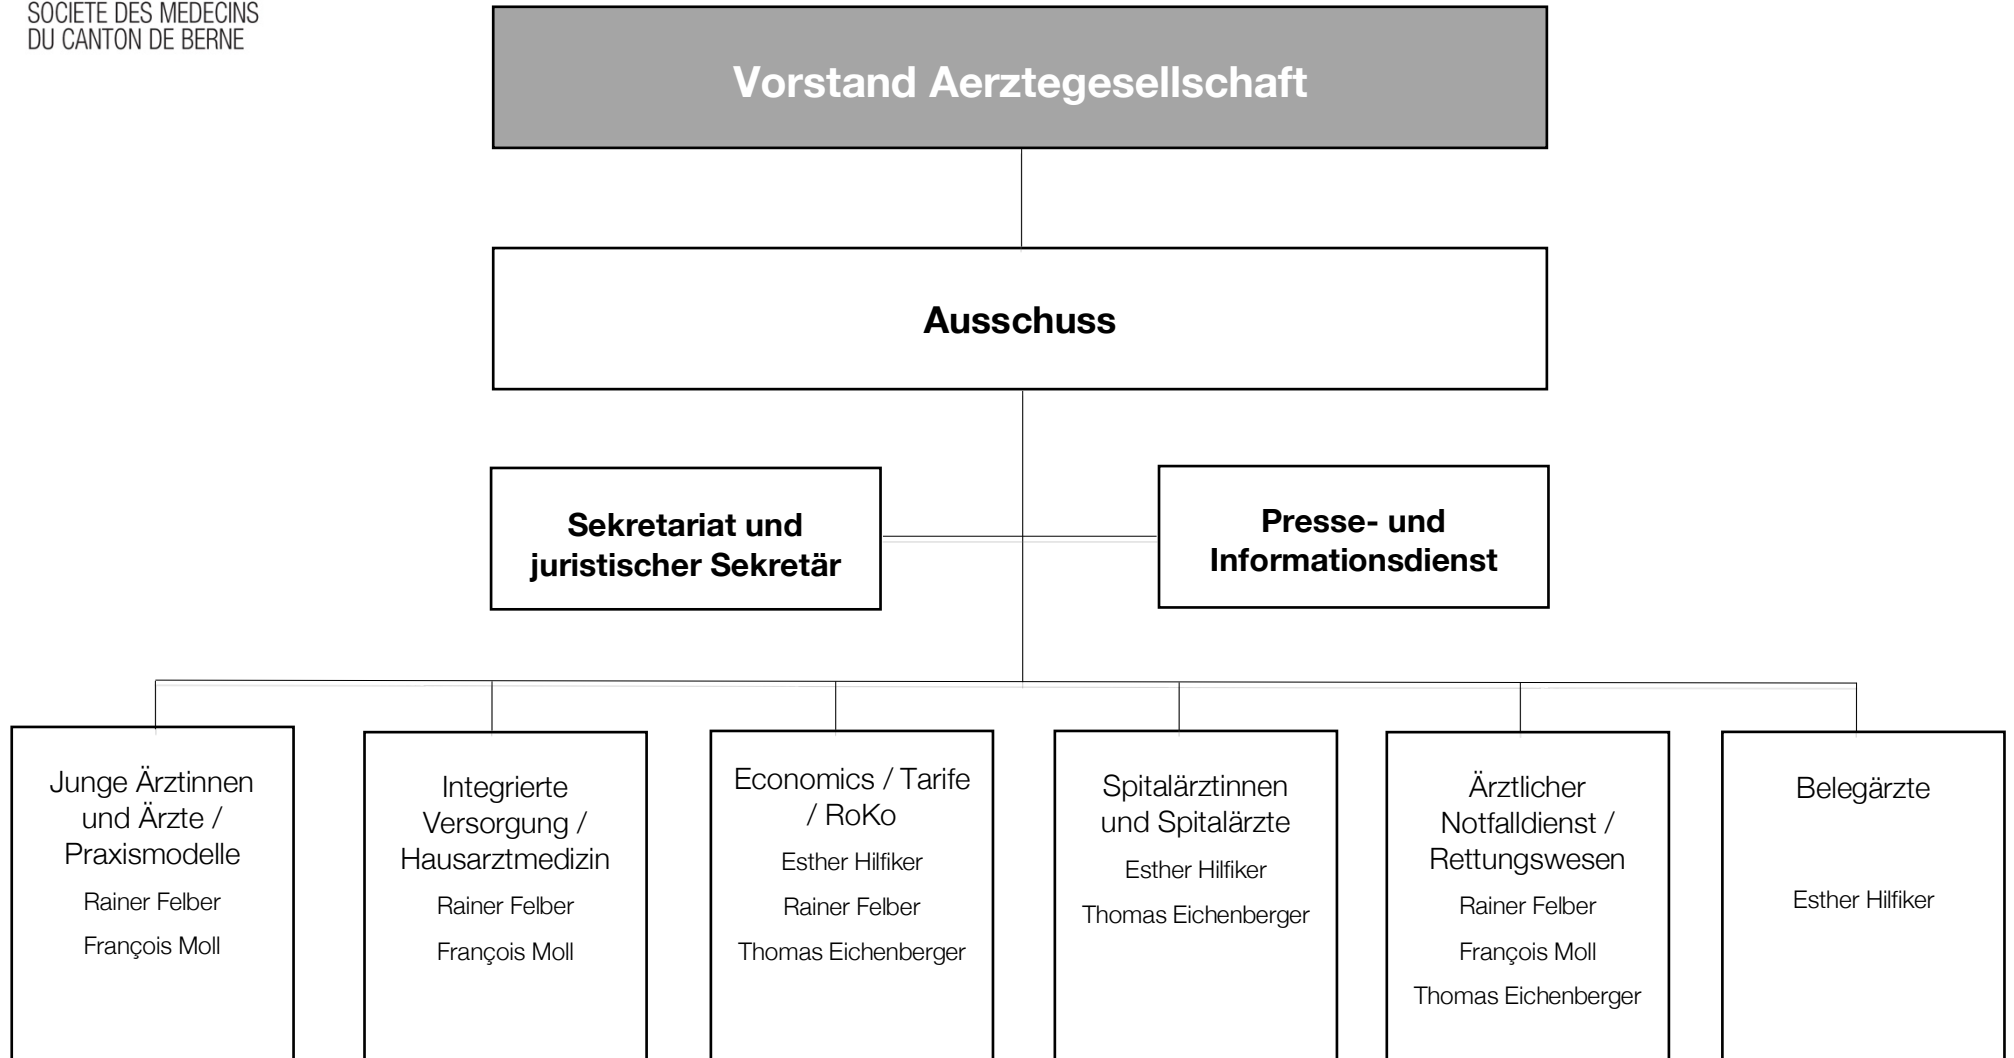 SOCIETE DES MEDECINS
DU CANTON DE BERNE
Vorstand Aerztegesellschaft
Ausschuss
Sekretariat und
juristischer Sekretär
Presse- und
Informationsdienst
Junge Ärztinnen
und Ärzte /
Praxismodelle
Rainer Felber
François Moll
Integrierte
Versorgung /
Hausarztmedizin
Rainer Felber
François Moll
Economics / Tarife
/ RoKo
Esther Hilfiker
Rainer Felber
Thomas Eichenberger
Spitalärztinnen
und Spitalärzte
Esther Hilfiker
Thomas Eichenberger
Ärztlicher
Notfalldienst /
Rettungswesen
Rainer Felber
François Moll
Thomas Eichenberger
Belegärzte
Esther Hilfiker